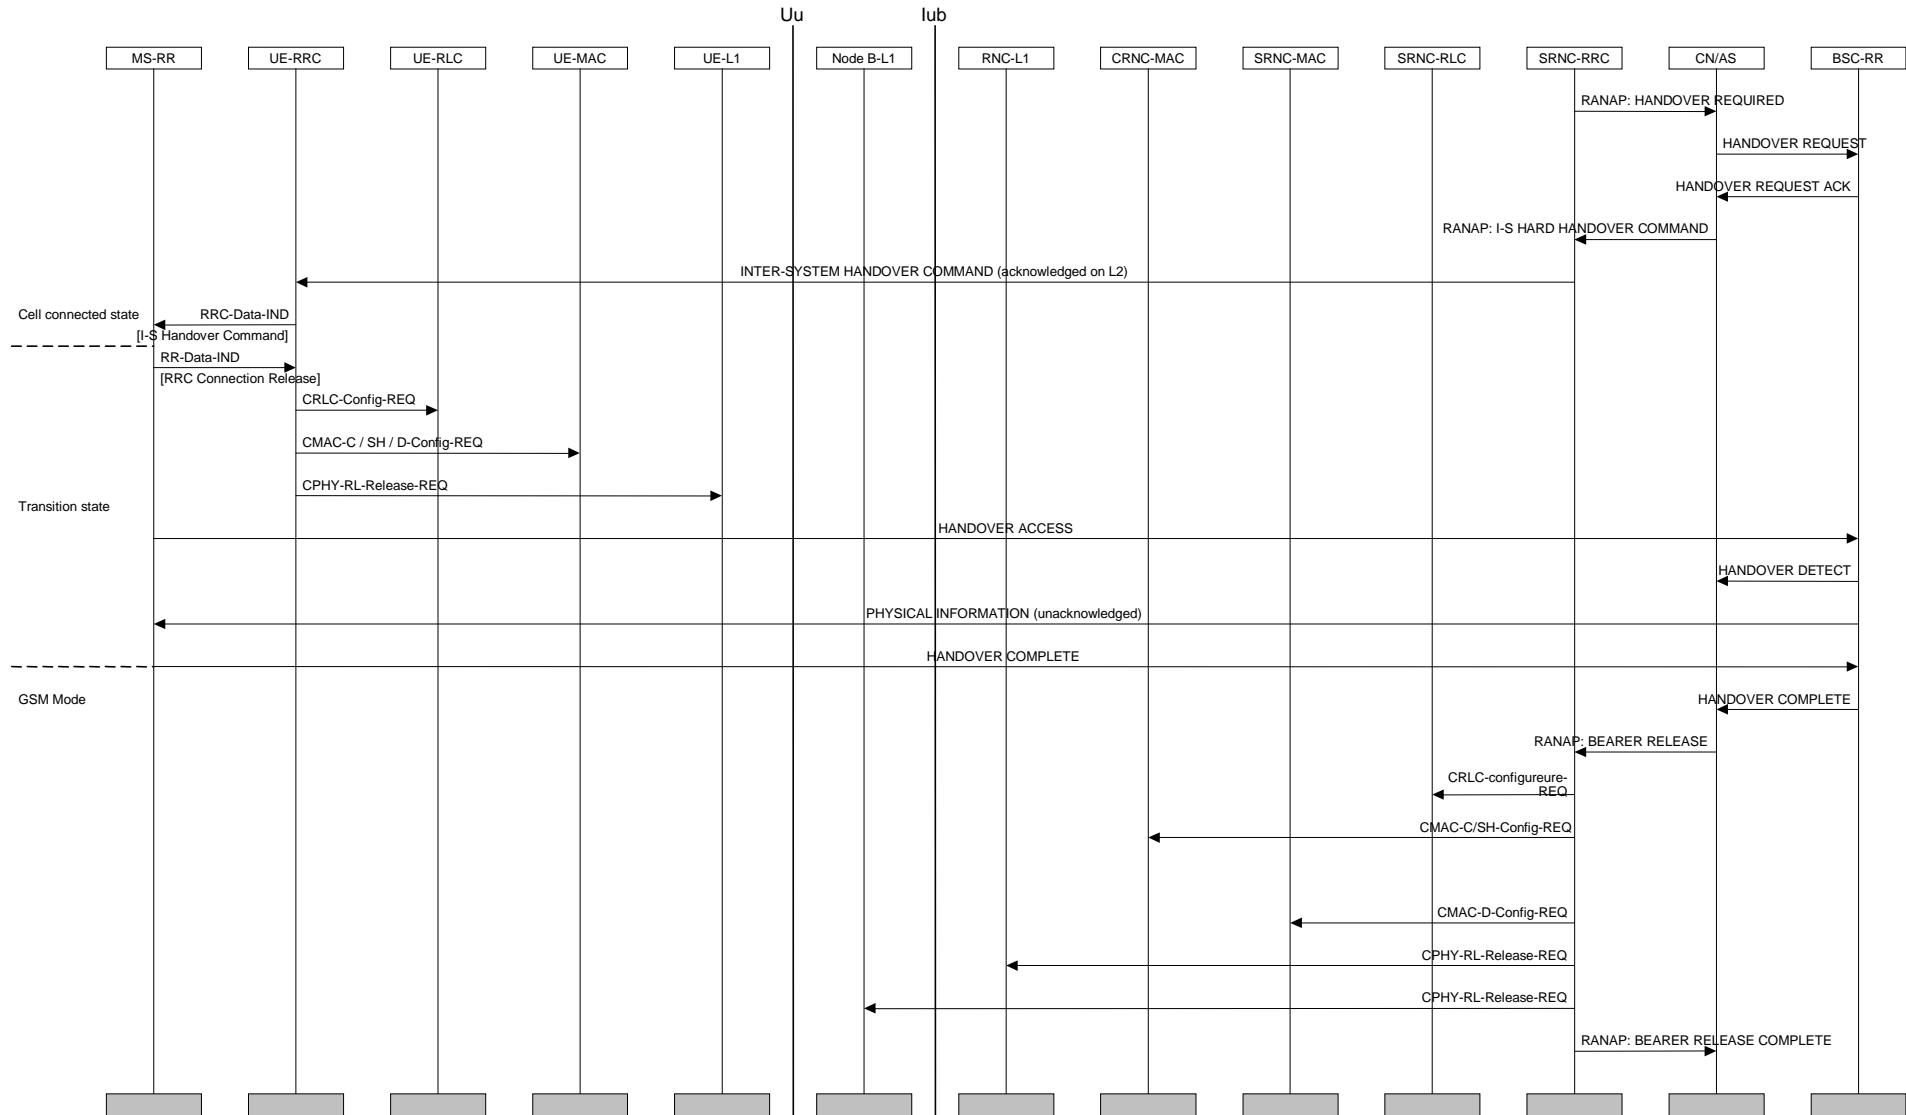 Uu
Iub
MS-RR
UE-RRC
UE-RLC
UE-MAC
UE-L1
Node B-L1
RNC-L1
CRNC-MAC
SRNC-MAC
SRNC-RLC
SRNC-RRC
CN/AS
BSC-RR
RANAP: HANDOVER REQUIRED
HANDOVER REQUEST
HANDOVER REQUEST ACK
RANAP: I-S HARD HANDOVER COMMAND
INTER-SYSTEM HANDOVER COMMAND (acknowledged on L2)
Cell connected state
RRC-Data-IND
[I-S Handover Command]
RR-Data-IND
[RRC Connection Release]
CRLC-Config-REQ
CMAC-C / SH / D-Config-REQ
CPHY-RL-Release-REQ
Transition state
HANDOVER ACCESS
HANDOVER DETECT
PHYSICAL INFORMATION (unacknowledged)
HANDOVER COMPLETE
GSM Mode
HANDOVER COMPLETE
RANAP: BEARER RELEASE
CRLC-configureure-
REQ
CMAC-C/SH-Config-REQ
CMAC-D-Config-REQ
CPHY-RL-Release-REQ
CPHY-RL-Release-REQ
RANAP: BEARER RELEASE COMPLETE